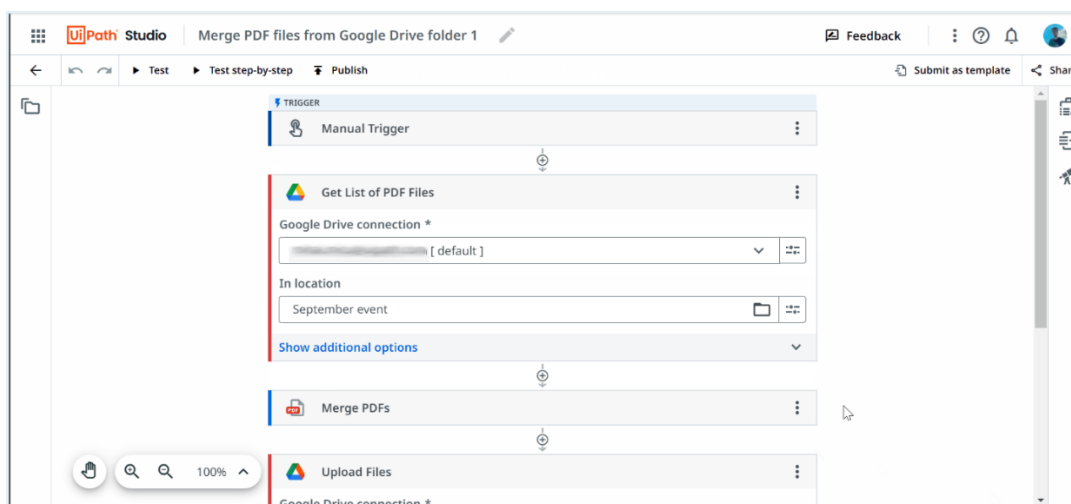 UiPath Studio Merge PDF files from Google Drive folder 1 Feedback
Test Test step-by-step Publish Submit as template Shar
TRIGGER
Manual Trigger
Get List of PDF Files
Google Drive connection *
[ default ]
In location
September event
Show additional options
PDF Merge PDFs
100% Upload Files
Google Drive connection *